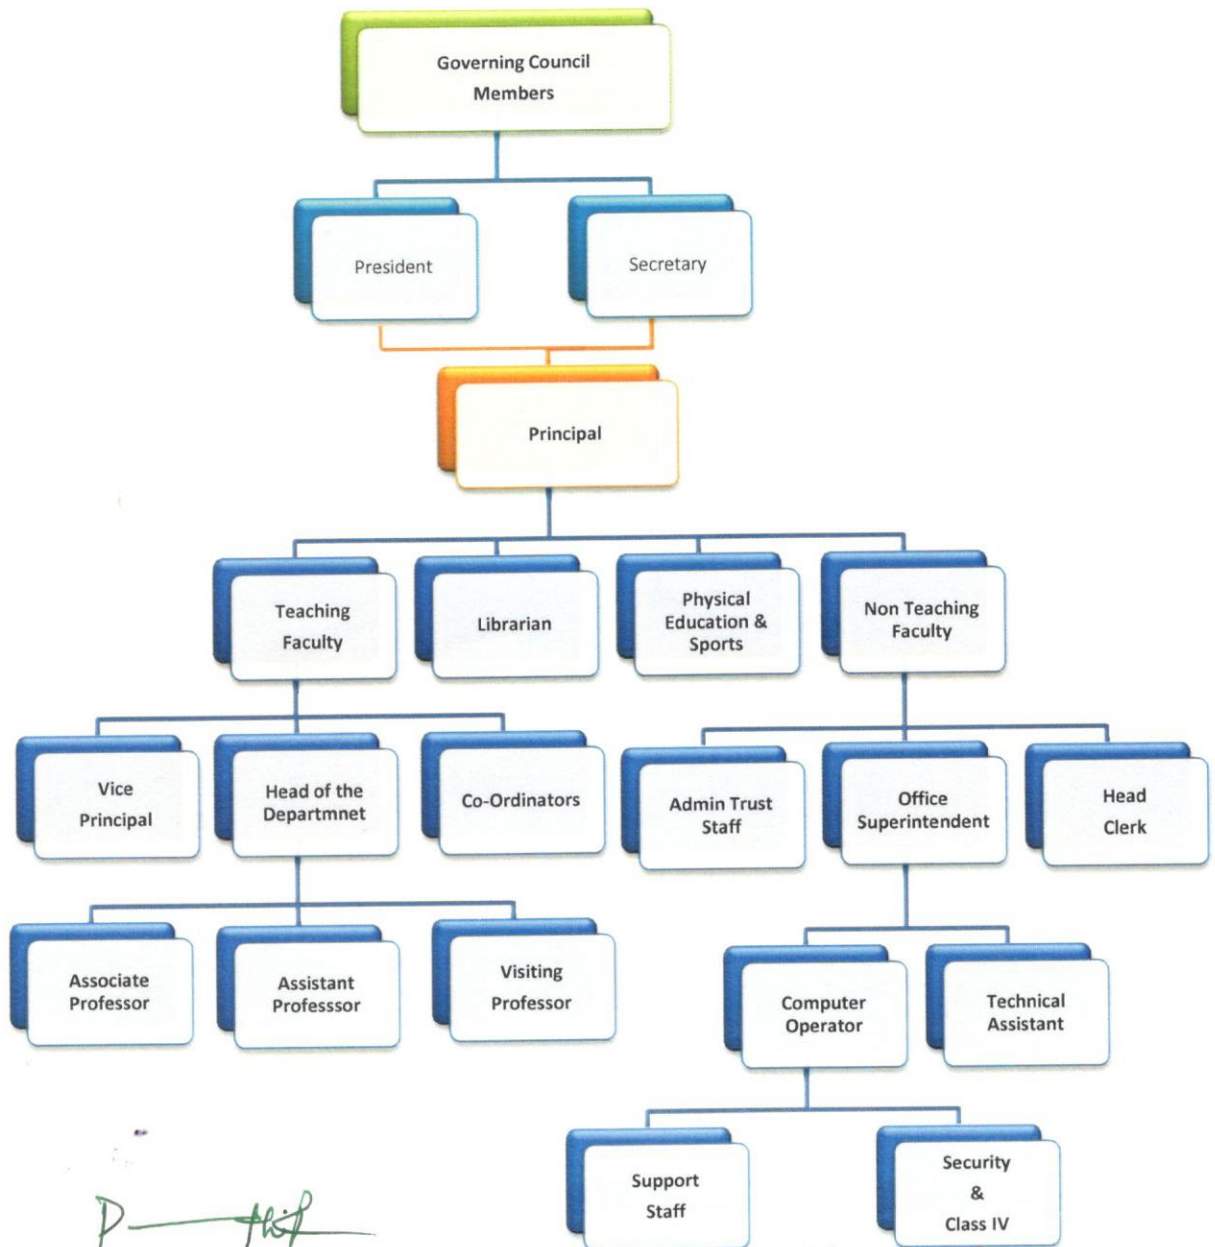 Governing Council
Members
President
Secretary
Principal
Teaching
Faculty
Librarian
Physical
Education &
Sports
Non Teaching
Faculty
Vice
Principal
Head of the
Departmnet
Co-Ordinators
Admin Trust
Staff
Office
Superintendent
Head
Clerk
Associate
Professor
Assistant
Professsor
Visiting
Professor
Computer
Operator
Technical
Assistant
Support
Staff
Security
&
Class IV